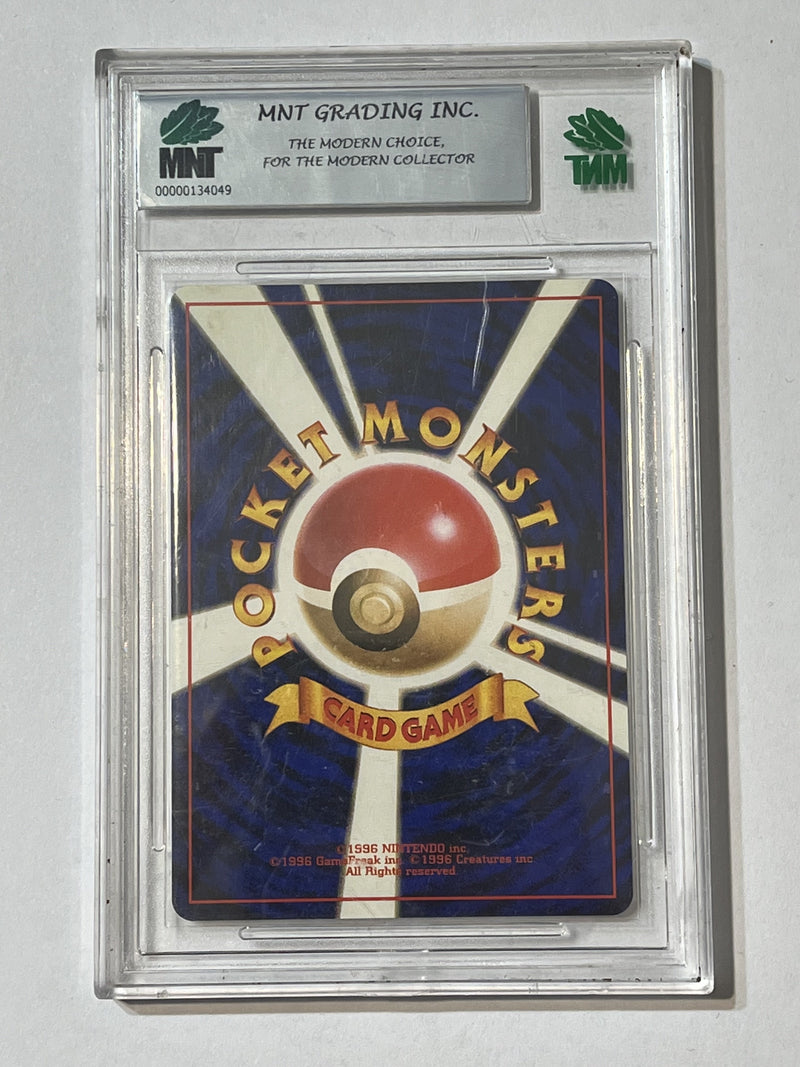 MNT GRADING INC.
THE MODERN CHOICE,
FOR THE MODERN COLLECTOR
MNT
00000134049
MNT
POCKET MONSTERS
CARD GAME
©1996 NINTENDO inc.
©1996 GameFreak inc. ©1996 Creatures inc.
All Rights reserved.